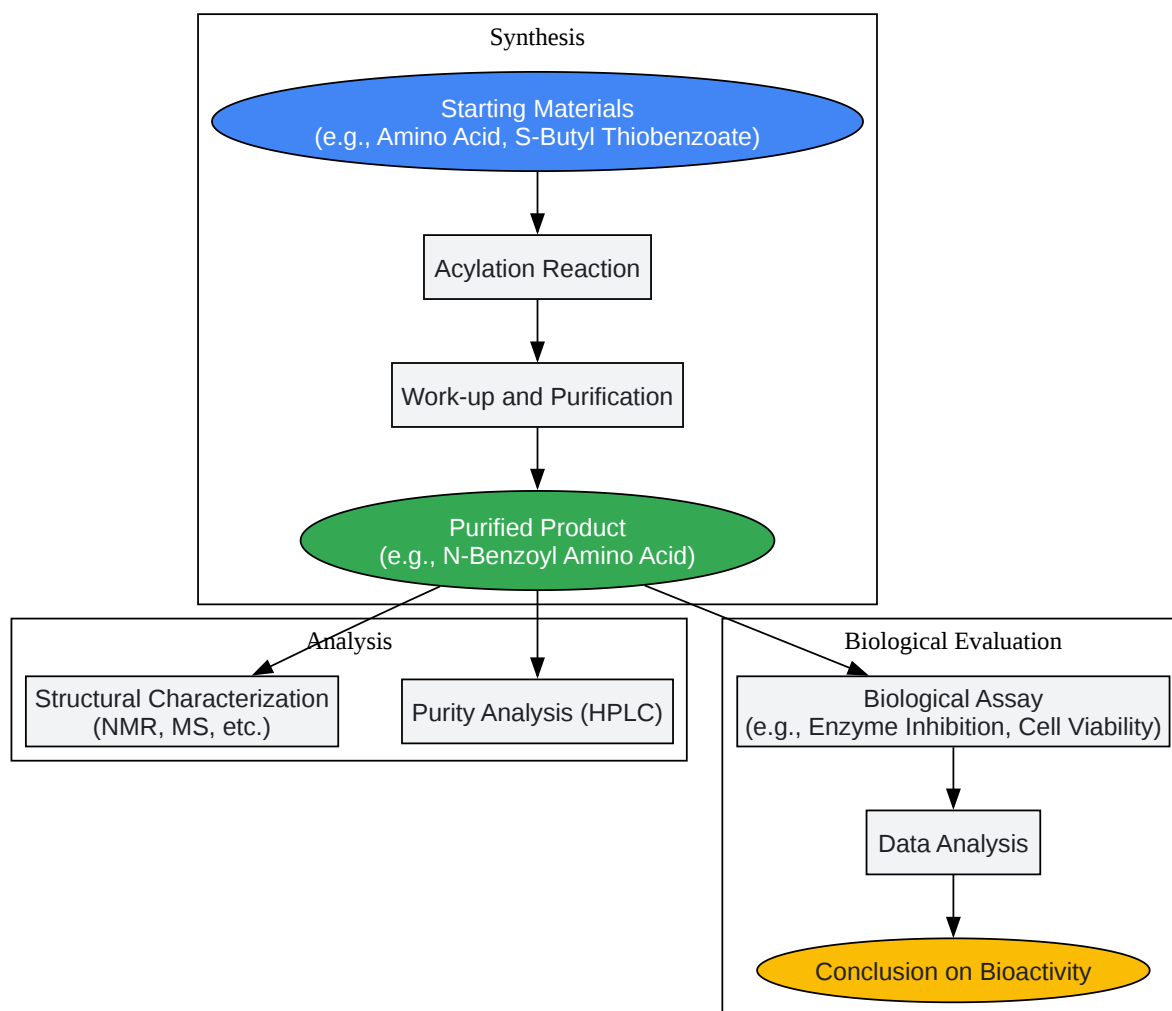 Synthesis
Starting Materials
(e.g., Amino Acid, S-Butyl Thiobenzoate)
Acylation Reaction
Work-up and Purification
Purified Product
(e.g., N-Benzoyl Amino Acid)
Analysis
Structural Characterization
(NMR, MS, etc.)
Purity Analysis (HPLC)
Biological Evaluation
Biological Assay
(e.g., Enzyme Inhibition, Cell Viability)
Data Analysis
Conclusion on Bioactivity